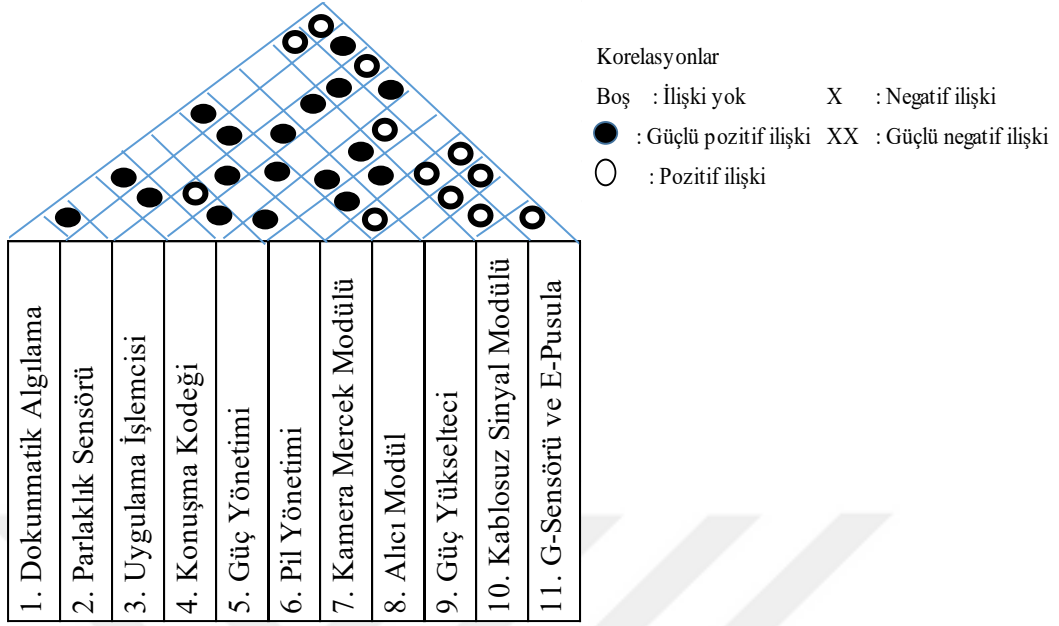 Korelasyonlar
Boş : İlişki yok X : Negatif ilişki
: Güçlü pozitif ilişki XX : Güçlü negatif ilişki
: Pozitif ilişki
1. Dokunmatik Algılama
2. Parlaklık Sensörü
3. Uygulama İşlemcisi
4. Konuşma Kodeği
5. Güç Yönetimi
6. Pil Yönetimi
7. Kamera Mercek Modülü
8. Alıcı Modül
9. Güç Yükselteci
10. Kablosuz Sinyal Modülü
11. G-Sensörü ve E-Pusula